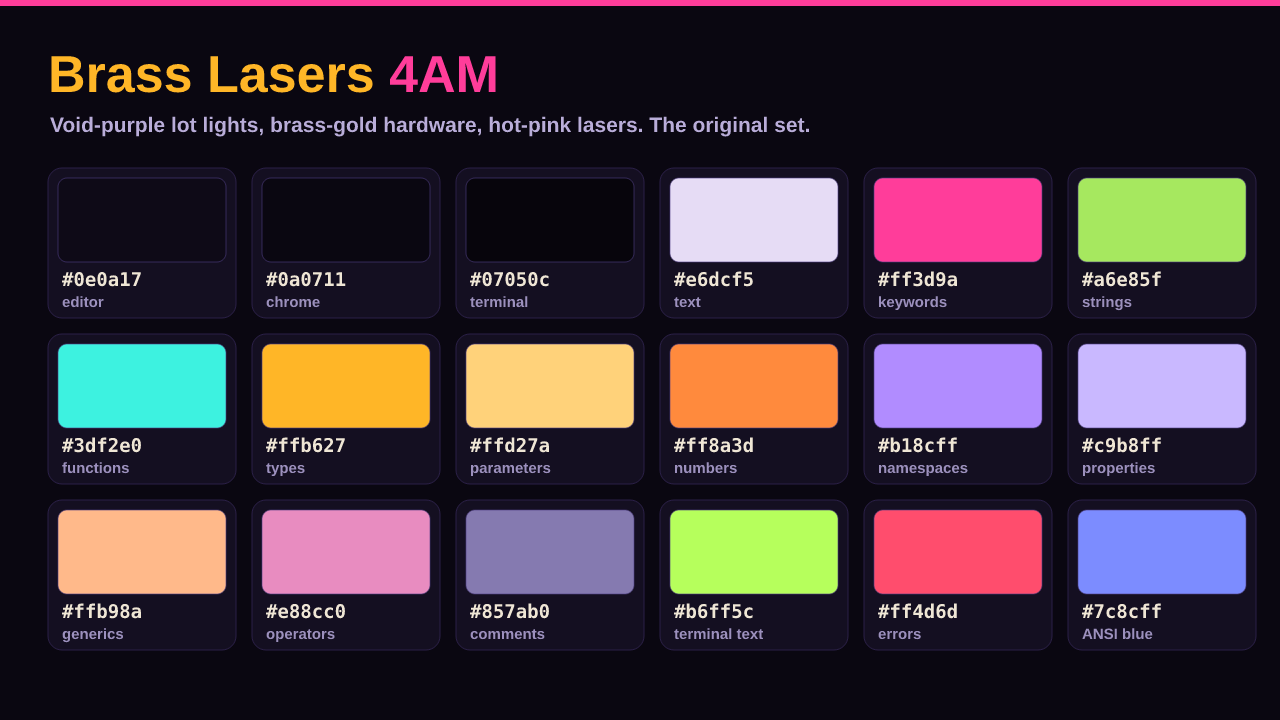 Brass Lasers 4AM
Void-purple lot lights, brass-gold hardware, hot-pink lasers. The original set.
#0e0a17 #0a0711 #07050c #e6dcf5 #ff3d9a #a6e85f
editor chrome terminal text keywords strings
#3df2e0 #ffb627 #ffd27a #ff8a3d #b18cff #c9b8ff
functions types parameters numbers namespaces properties
#ffb98a #e88cc0 #857ab0 #b6ff5c #ff4d6d #7c8cff
generics operators comments terminal text errors ANSI blue